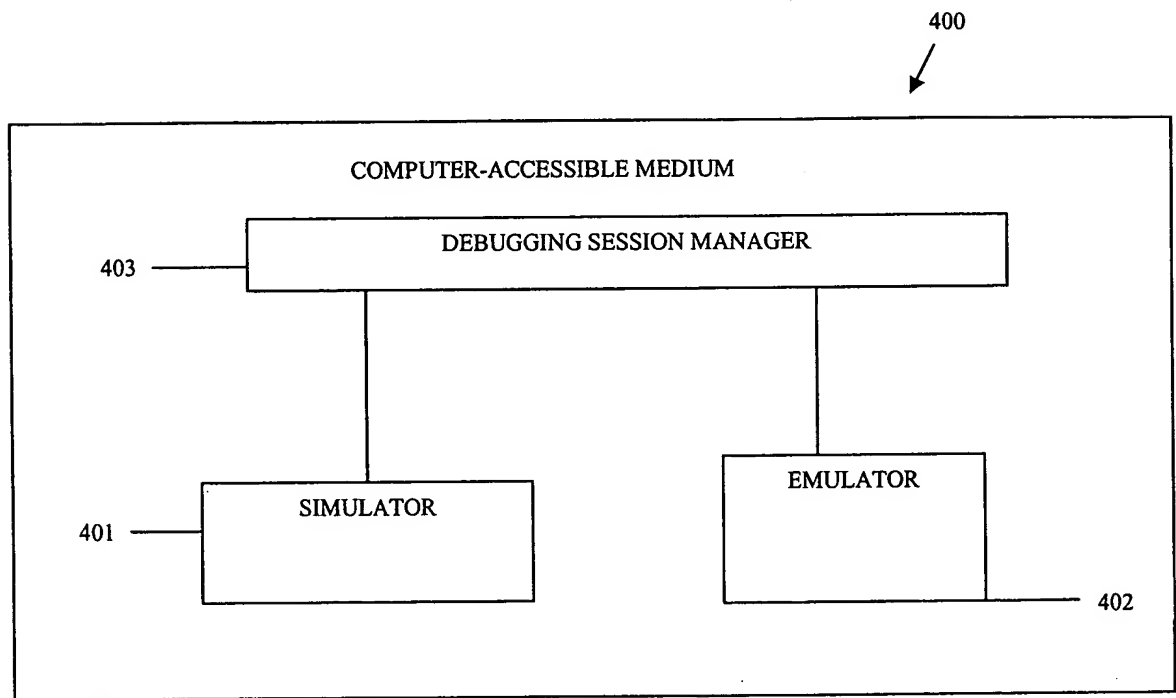 400
COMPUTER-ACCESSIBLE MEDIUM
DEBUGGING SESSION MANAGER
403
SIMULATOR
EMULATOR
401
402